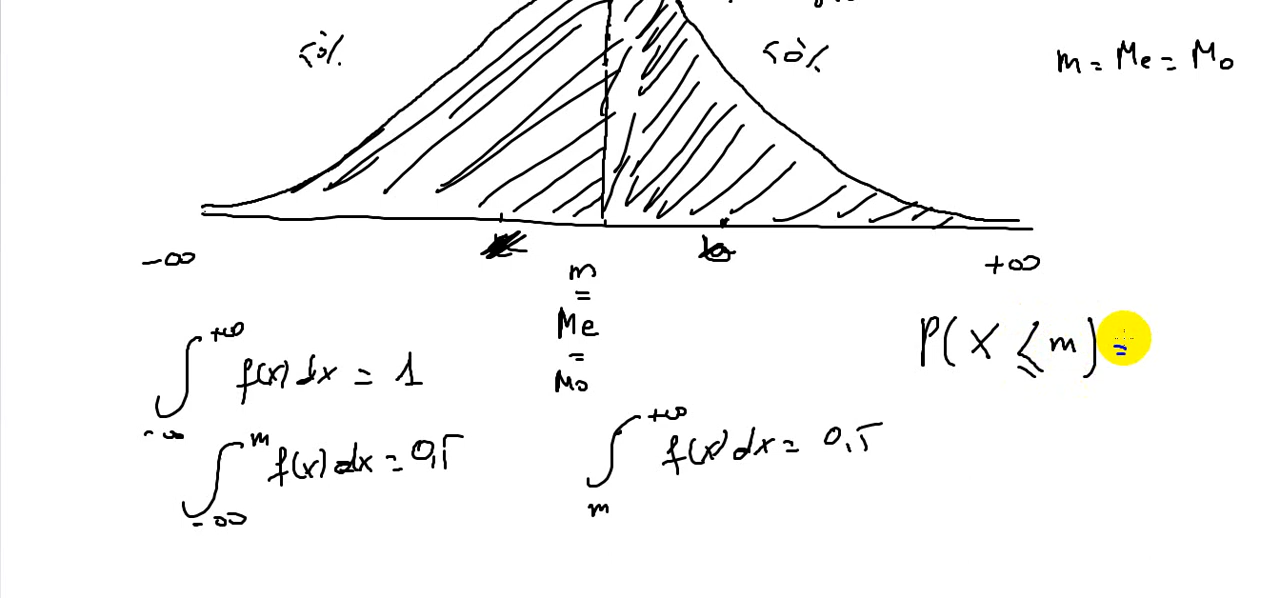 50%
50%
m = Me = Mo
-∞
+∞
m
=
Me
=
Mo
P(X ≤ m) =
∫_{-∞}^{+∞} f(x) dx = 1
∫_{-∞}^{m} f(x) dx = 0,5
∫_{m}^{+∞} f(x) dx = 0,5